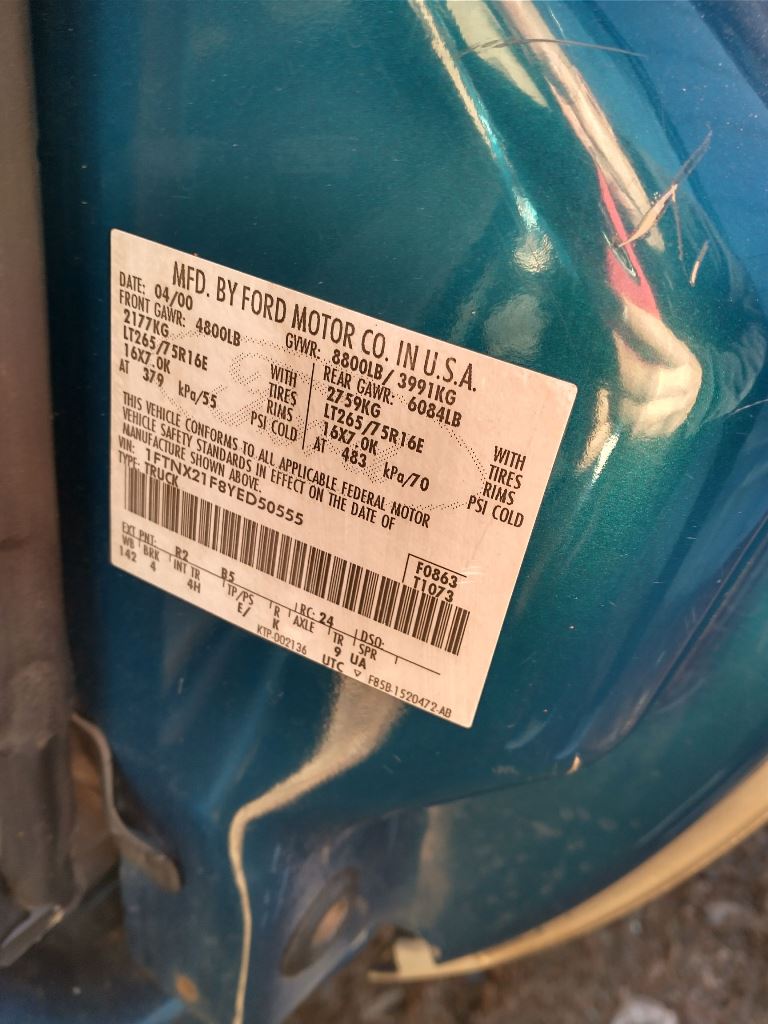 MFD. BY FORD MOTOR CO. IN U.S.A.
DATE: 04/00 GVWR: 8800LB/ 3991KG
FRONT GAWR: 4800LB REAR GAWR: 6084LB
2177KG WITH 2759KG WITH
LT265/75R16E TIRES LT265/75R16E TIRES
16X7.0K RIMS 16X7.0K RIMS
AT 379 kPa/55 PSI COLD AT 483 kPa/70 PSI COLD
THIS VEHICLE CONFORMS TO ALL APPLICABLE FEDERAL MOTOR
VEHICLE SAFETY STANDARDS IN EFFECT ON THE DATE OF
MANUFACTURE SHOWN ABOVE.
VIN: 1FTNX21F8YED50555
TYPE: TRUCK
F0863
T1073
EXT PNT: R2 B5 RC: 24 DSO:
WB BRK INT TR TP/PS R AXLE TR SPR
142 4 4H E/ K 9 UA
KTP-002136 UTC ▽ F85B-1520472-AB